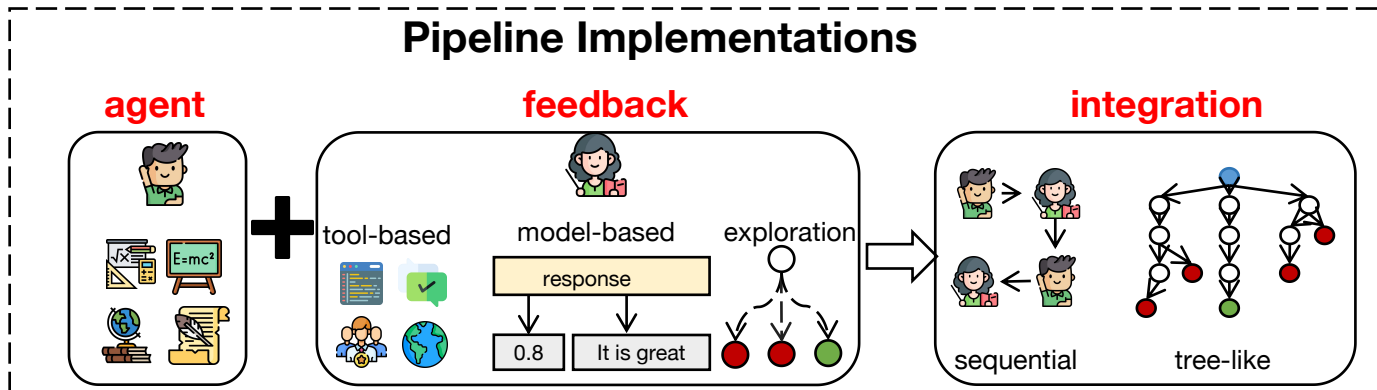 Pipeline Implementations
agent
feedback
integration
√x
E=mc²
tool-based
model-based
exploration
response
0.8
It is great
sequential
tree-like